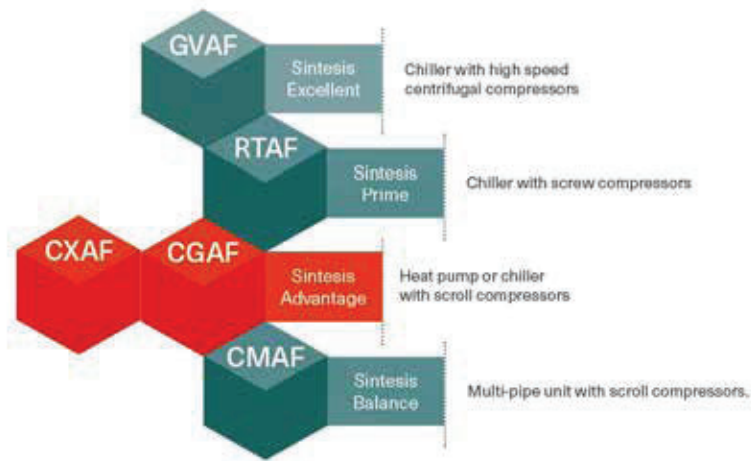 GVAF
Sintesis
Excellent
Chiller with high speed
centrifugal compressors
RTAF
Sintesis
Prime
Chiller with screw compressors
CXAF
CGAF
Sintesis
Advantage
Heat pump or chiller
with scroll compressors
CMAF
Sintesis
Balance
Multi-pipe unit with scroll compressors.